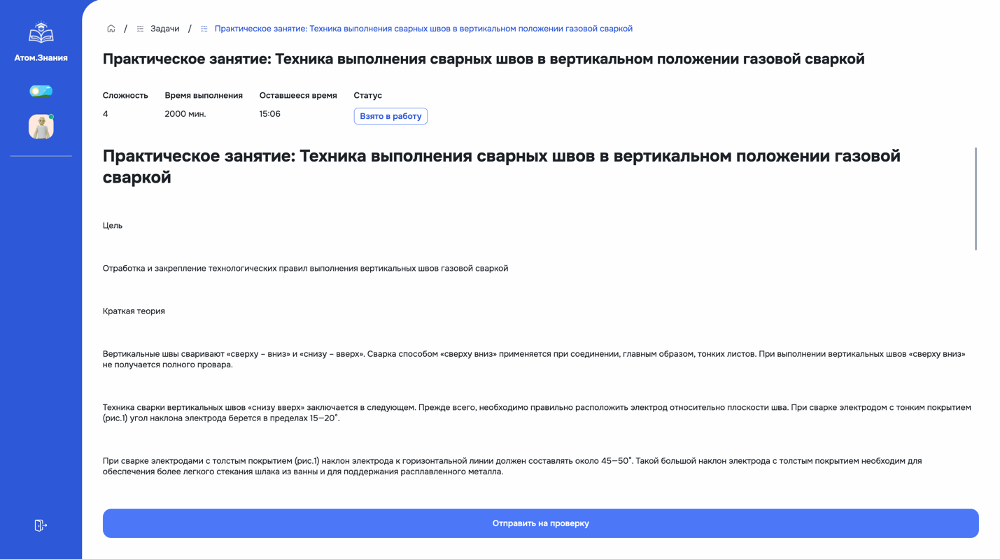 Атом.Знания
/ Задачи / Практическое занятие: Техника выполнения сварных швов в вертикальном положении газовой сваркой
Практическое занятие: Техника выполнения сварных швов в вертикальном положении газовой сваркой
Сложность Время выполнения Оставшееся время Статус
4 2000 мин. 15:06 Взято в работу
Практическое занятие: Техника выполнения сварных швов в вертикальном положении газовой
сваркой
Цель
Отработка и закрепление технологических правил выполнения вертикальных швов газовой сваркой
Краткая теория
Вертикальные швы сваривают «сверху – вниз» и «снизу – вверх». Сварка способом «сверху вниз» применяется при соединении, главным образом, тонких листов. При выполнении вертикальных швов «сверху вниз»
не получается полного провара.
Техника сварки вертикальных швов «снизу вверх» заключается в следующем. Прежде всего, необходимо правильно расположить электрод относительно плоскости шва. При сварке электродом с тонким покрытием
(рис.1) угол наклона электрода берется в пределах 15—20°.
При сварке электродами с толстым покрытием (рис.1) наклон электрода к горизонтальной линии должен составлять около 45—50°. Такой большой наклон электрода с толстым покрытием необходим для
обеспечения более легкого стекания шлака из ванны и для поддержания расплавленного металла.
Отправить на проверку